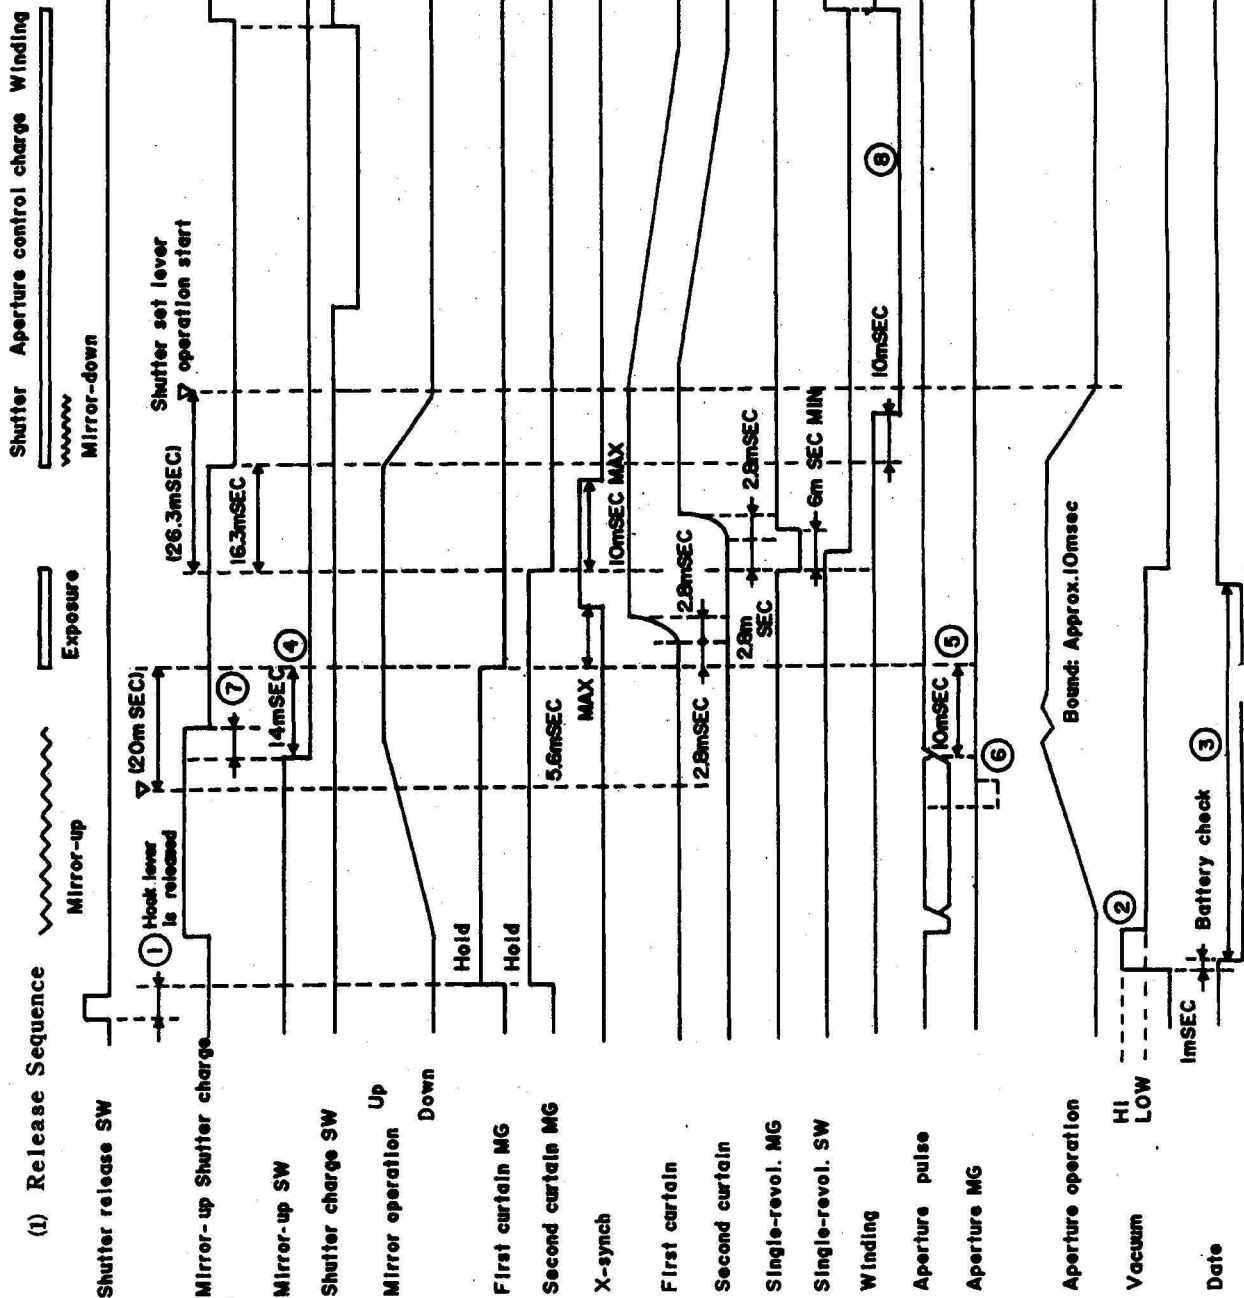 (1) Release Sequence
Mirror-up
Exposure
Shutter Aperture control charge Winding
Mirror-down
Shutter release SW
① Hook lever
is released
(20m SEC)
(26.3mSEC)
Shutter set lever
operation start
Mirror-up Shutter charge
⑦
16.3mSEC
Mirror-up SW
14mSEC ④
Shutter charge SW
Mirror operation
Up
Down
First curtain MG
Hold
Second curtain MG
Hold
5.6mSEC
X-synch
MAX
10mSEC MAX
First curtain
2.8mSEC
2.8mSEC
Second curtain
2.8m
SEC
2.8mSEC
Single-revol. MG
Single-revol. SW
6m SEC MIN
Winding
10mSEC
⑧
Aperture pulse
10mSEC
⑤
Aperture MG
⑥
Aperture operation
Bound: Approx.10msec
Vacuum
HI
LOW
②
1mSEC
Battery check ③
Date